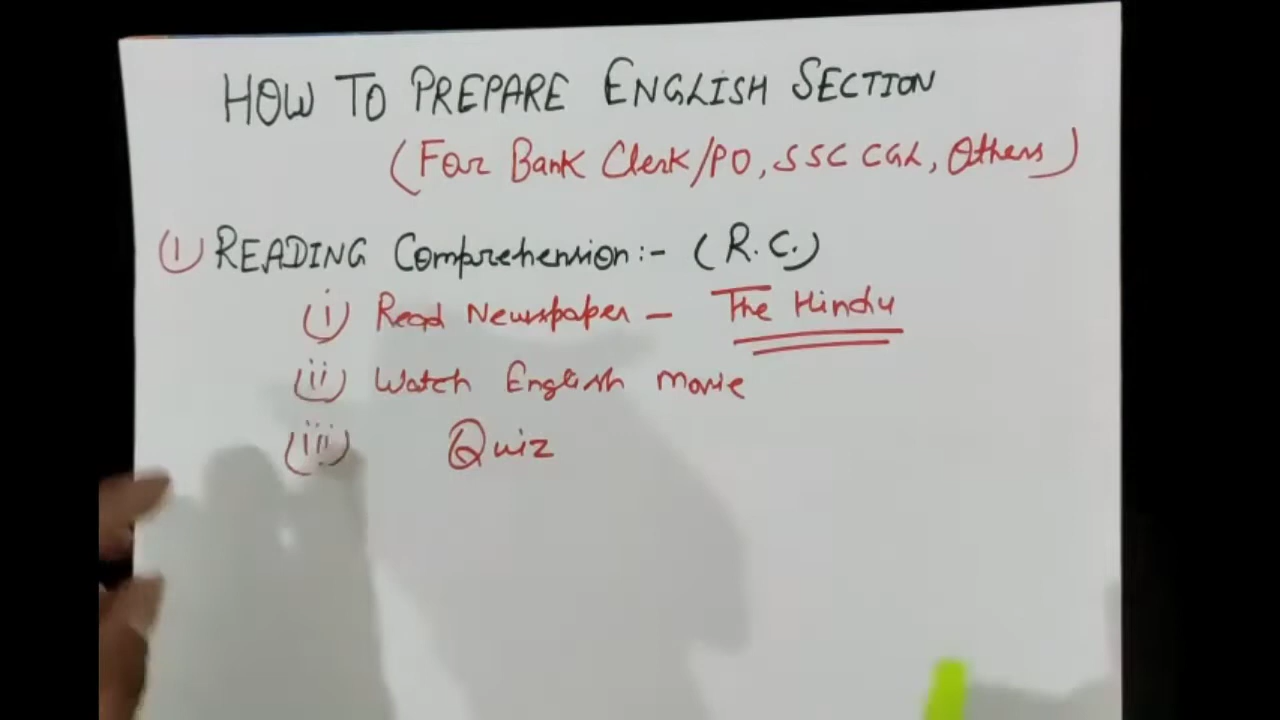 HOW TO PREPARE ENGLISH SECTION
(For Bank Clerk/PO, SSC CGL, Others)
(1) READING Comprehension:- (R.C.)
(i) Read Newspaper - The Hindu
(ii) Watch English movie
(iii) Quiz